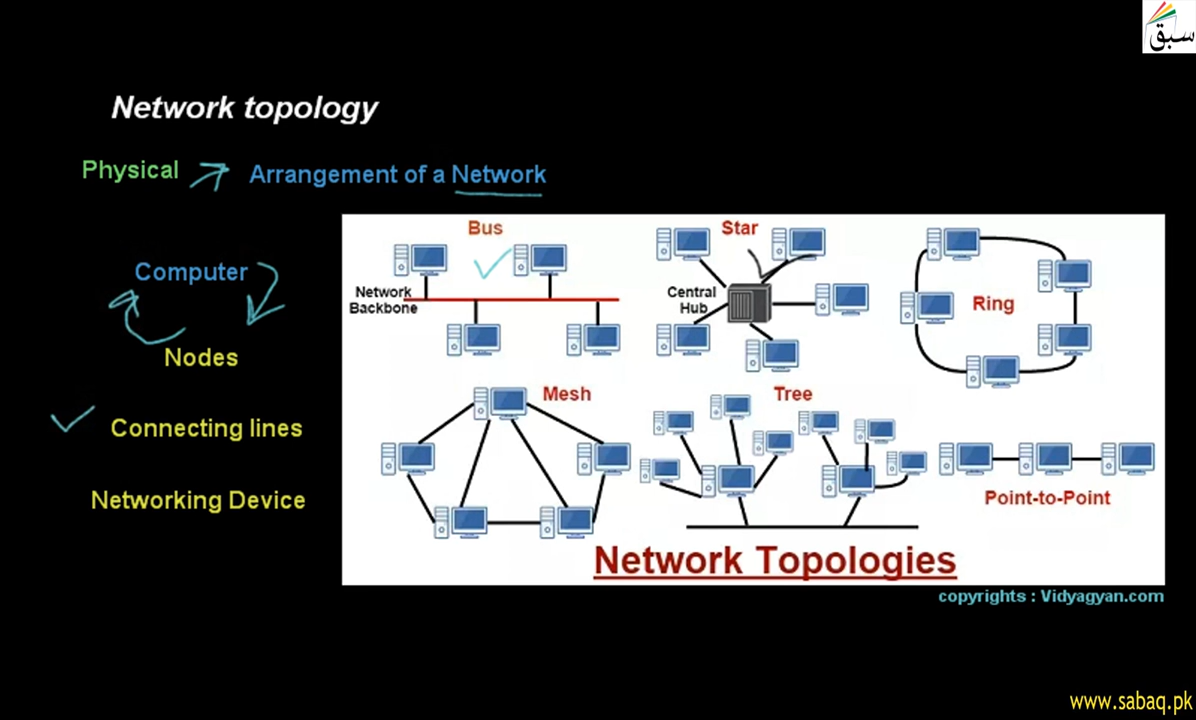 سبق
Network topology
Physical
Arrangement of a Network
Computer
Nodes
Connecting lines
Networking Device
Bus
Network
Backbone
Star
Central
Hub
Ring
Mesh
Tree
Point-to-Point
Network Topologies
copyrights : Vidyagyan.com
www.sabaq.pk